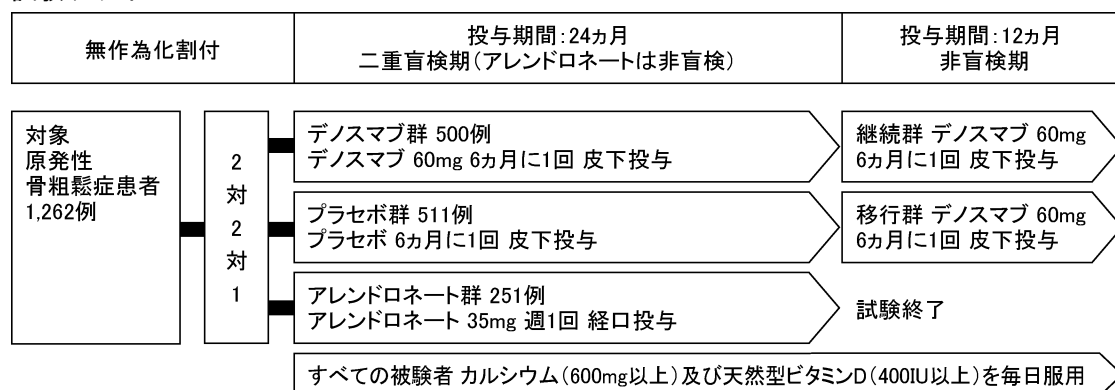 無作為化割付
投与期間：24ヵ月
二重盲検期（アレンドロネートは非盲検）
投与期間：12ヵ月
非盲検期
対象
原発性
骨粗鬆症患者
1,262例
2
対
2
対
1
デノスマブ群 500例
デノスマブ 60mg 6ヵ月に1回 皮下投与
継続群 デノスマブ 60mg
6ヵ月に1回 皮下投与
プラセボ群 511例
プラセボ 6ヵ月に1回 皮下投与
移行群 デノスマブ 60mg
6ヵ月に1回 皮下投与
アレンドロネート群 251例
アレンドロネート 35mg 週1回 経口投与
試験終了
すべての被験者 カルシウム（600mg以上）及び天然型ビタミンD（400IU以上）を毎日服用